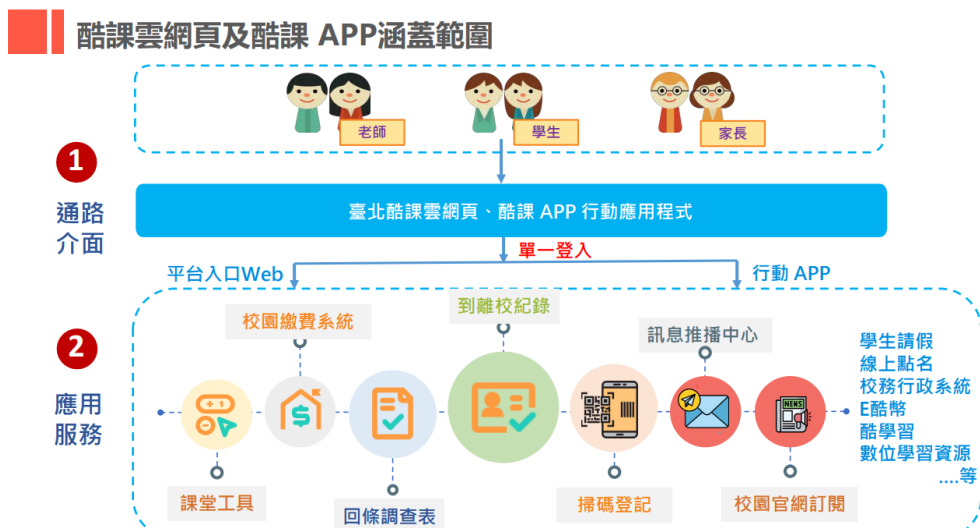 酷課雲網頁及酷課 APP涵蓋範圍
老師
學生
家長
1
通路
介面
臺北酷課雲網頁、酷課 APP 行動應用程式
單一登入
平台入口Web
行動 APP
2
應用
服務
校園繳費系統
到離校紀錄
訊息推播中心
NEWS
課堂工具
回條調查表
掃碼登記
校園官網訂閱
學生請假
線上點名
校務行政系統
E酷幣
酷學習
數位學習資源
....等